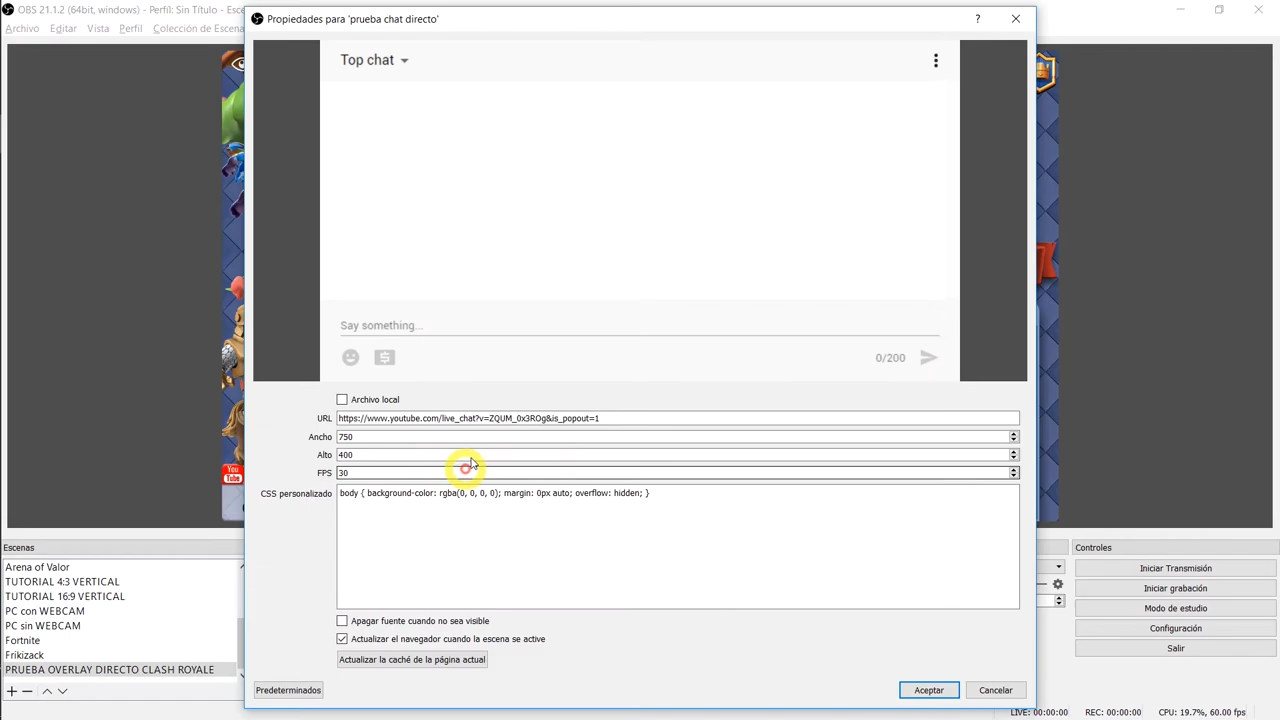 OBS 21.1.2 (64bit, windows) - Perfil: Sin Título - Esce
Archivo Editar Vista Perfil Colección de Escena
Propiedades para 'prueba chat directo'
?
Top chat
Say something...
0/200
Archivo local
URL https://www.youtube.com/live_chat?v=ZQUM_0x3ROg&is_popout=1
Ancho 750
Alto 400
FPS 30
CSS personalizado body { background-color: rgba(0, 0, 0, 0); margin: 0px auto; overflow: hidden; }
Apagar fuente cuando no sea visible
Actualizar el navegador cuando la escena se active
Actualizar la caché de la página actual
Predeterminados Aceptar Cancelar
You
Tube
Escenas
Arena of Valor
TUTORIAL 4:3 VERTICAL
TUTORIAL 16:9 VERTICAL
PC con WEBCAM
PC sin WEBCAM
Fortnite
Frikizack
PRUEBA OVERLAY DIRECTO CLASH ROYALE
Controles
Iniciar Transmisión
Iniciar grabación
Modo de estudio
Configuración
Salir
LIVE: 00:00:00 REC: 00:00:00 CPU: 19.7%, 60.00 fps